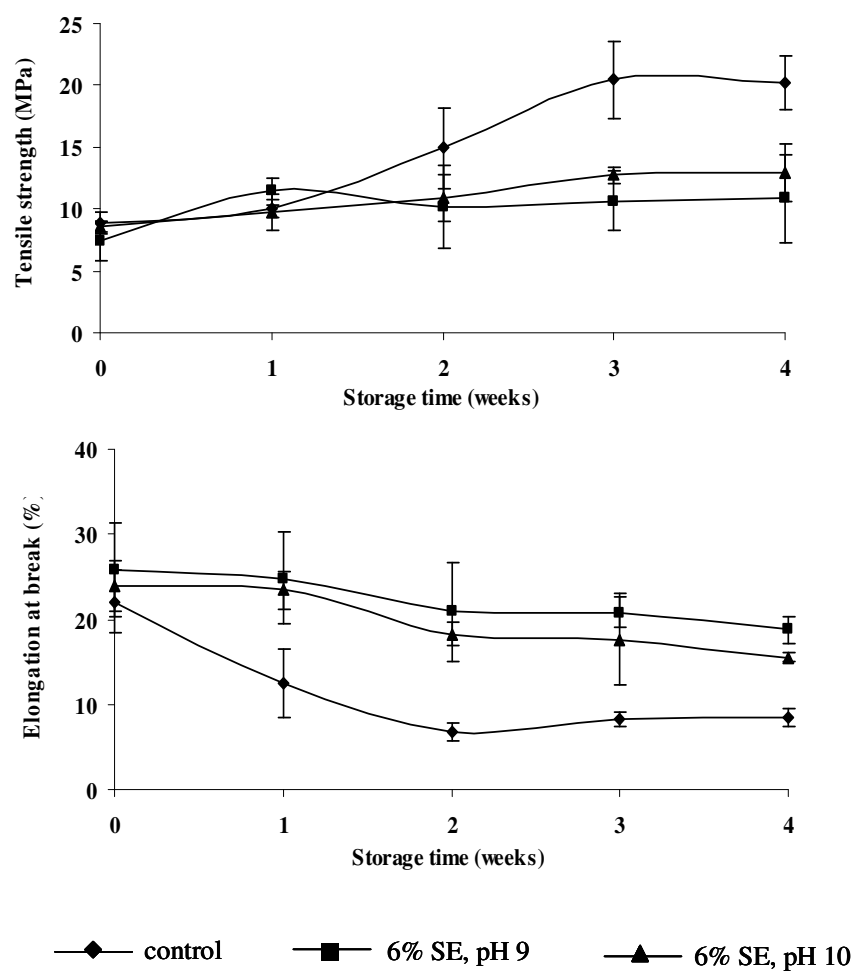 25
20
15
10
5
0
Tensile strength (MPa)
0 1 2 3 4
Storage time (weeks)
40
30
20
10
0
Elongation at break (%)
0 1 2 3 4
Storage time (weeks)
control 6% SE, pH 9 6% SE, pH 10